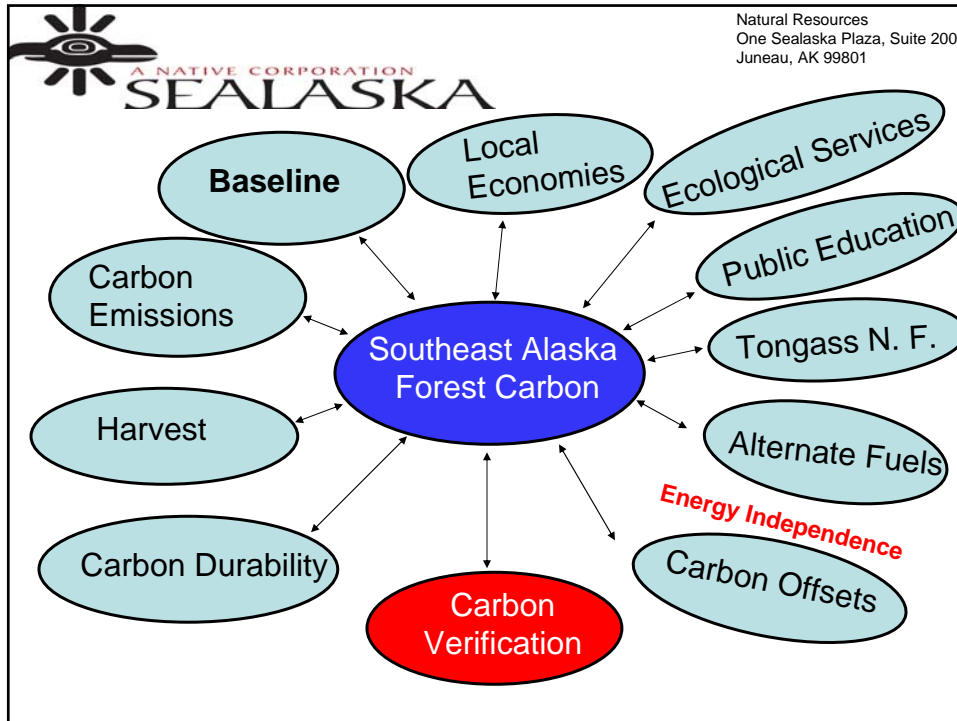 Natural Resources
One Sealaska Plaza, Suite 200
Juneau, AK 99801
A NATIVE CORPORATION
SEALASKA
Baseline
Local
Economies
Ecological Services
Public Education
Carbon
Emissions
Southeast Alaska
Forest Carbon
Tongass N. F.
Harvest
Alternate Fuels
Energy Independence
Carbon Durability
Carbon Offsets
Carbon
Verification